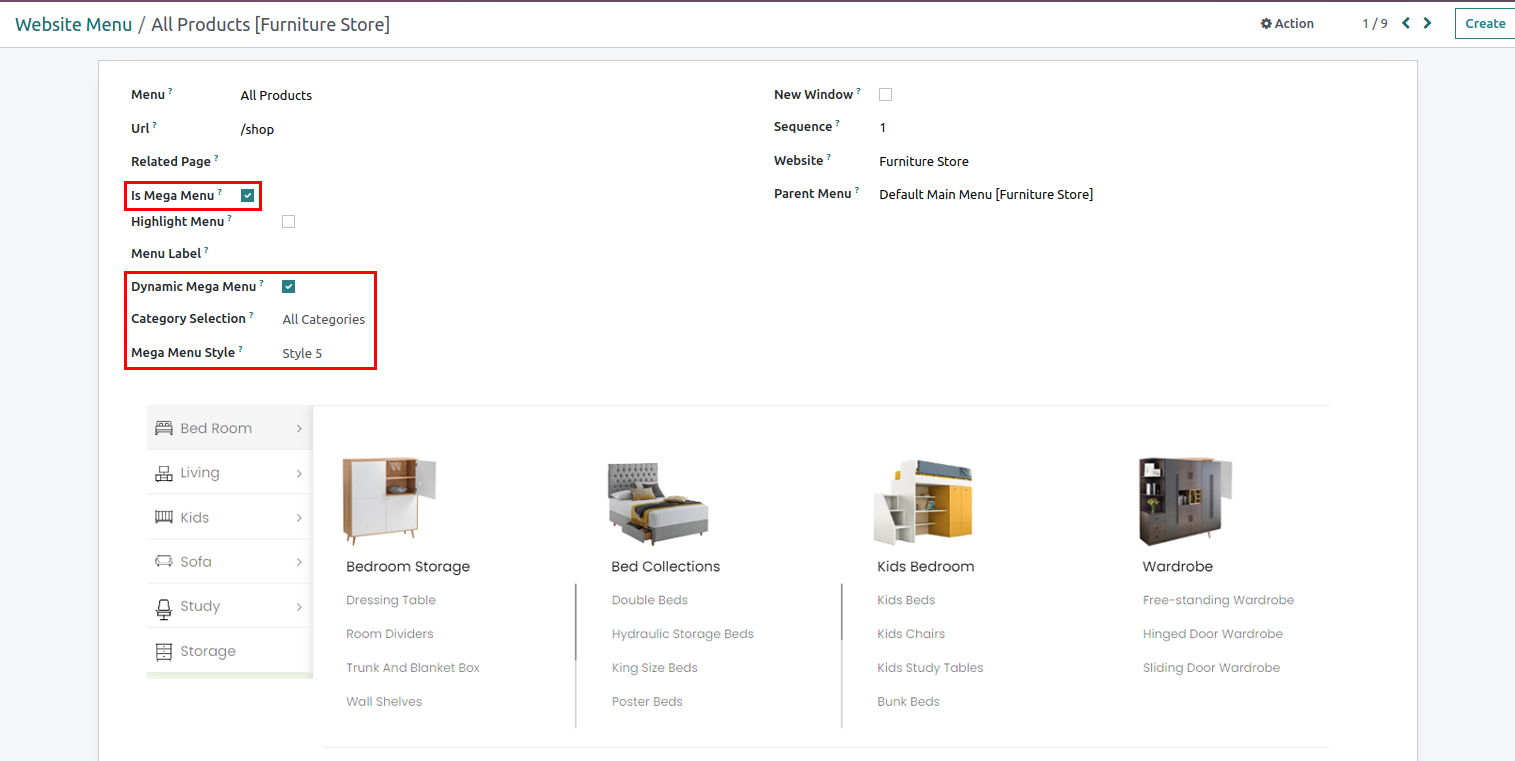 Website Menu / All Products [Furniture Store]
Action
1 / 9
Create
Menu ?
All Products
Url ?
/shop
Related Page ?
Is Mega Menu ?
Highlight Menu ?
Menu Label ?
Dynamic Mega Menu ?
Category Selection ?
All Categories
Mega Menu Style ?
Style 5
New Window ?
Sequence ?
1
Website ?
Furniture Store
Parent Menu ?
Default Main Menu [Furniture Store]
Bed Room
Living
Kids
Sofa
Study
Storage
Bedroom Storage
Dressing Table
Room Dividers
Trunk And Blanket Box
Wall Shelves
Bed Collections
Double Beds
Hydraulic Storage Beds
King Size Beds
Poster Beds
Kids Bedroom
Kids Beds
Kids Chairs
Kids Study Tables
Bunk Beds
Wardrobe
Free-standing Wardrobe
Hinged Door Wardrobe
Sliding Door Wardrobe